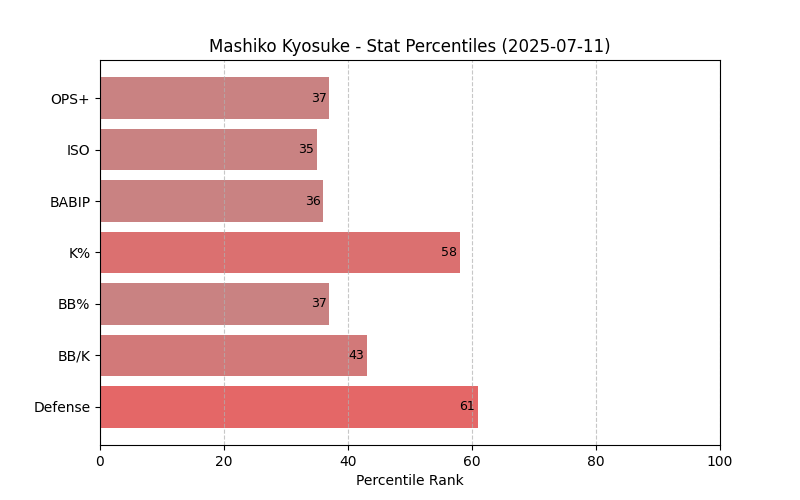 Mashiko Kyosuke - Stat Percentiles (2025-07-11)
OPS+ 37
ISO 35
BABIP 36
K% 58
BB% 37
BB/K 43
Defense 61
0 20 40 60 80 100
Percentile Rank